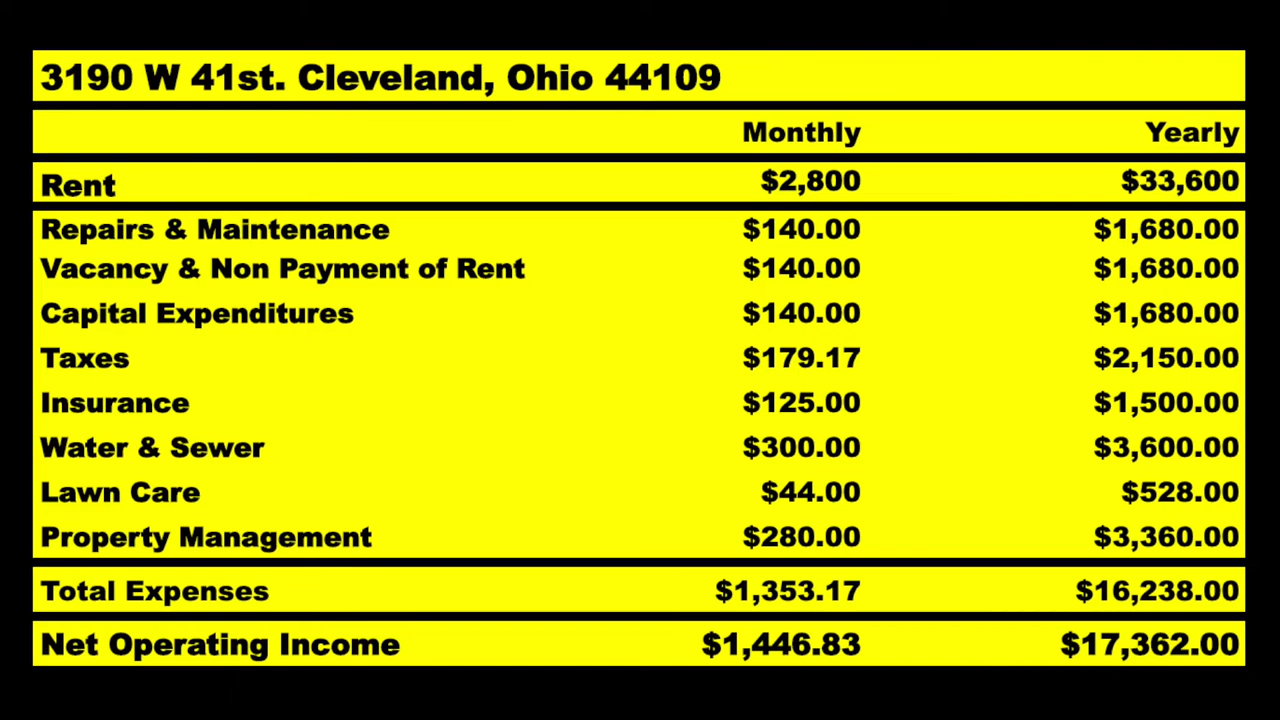 3190 W 41st. Cleveland, Ohio 44109
Monthly Yearly
Rent $2,800 $33,600
Repairs & Maintenance $140.00 $1,680.00
Vacancy & Non Payment of Rent $140.00 $1,680.00
Capital Expenditures $140.00 $1,680.00
Taxes $179.17 $2,150.00
Insurance $125.00 $1,500.00
Water & Sewer $300.00 $3,600.00
Lawn Care $44.00 $528.00
Property Management $280.00 $3,360.00
Total Expenses $1,353.17 $16,238.00
Net Operating Income $1,446.83 $17,362.00